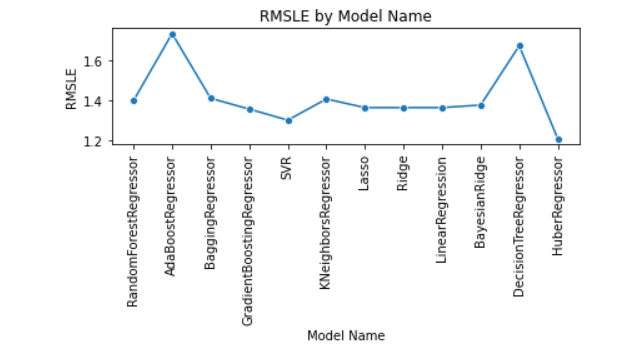 RMSLE by Model Name
RMSLE
1.6
1.4
1.2
RandomForestRegressor
AdaBoostRegressor
BaggingRegressor
GradientBoostingRegressor
SVR
KNeighborsRegressor
Lasso
Ridge
LinearRegression
BayesianRidge
DecisionTreeRegressor
HuberRegressor
Model Name